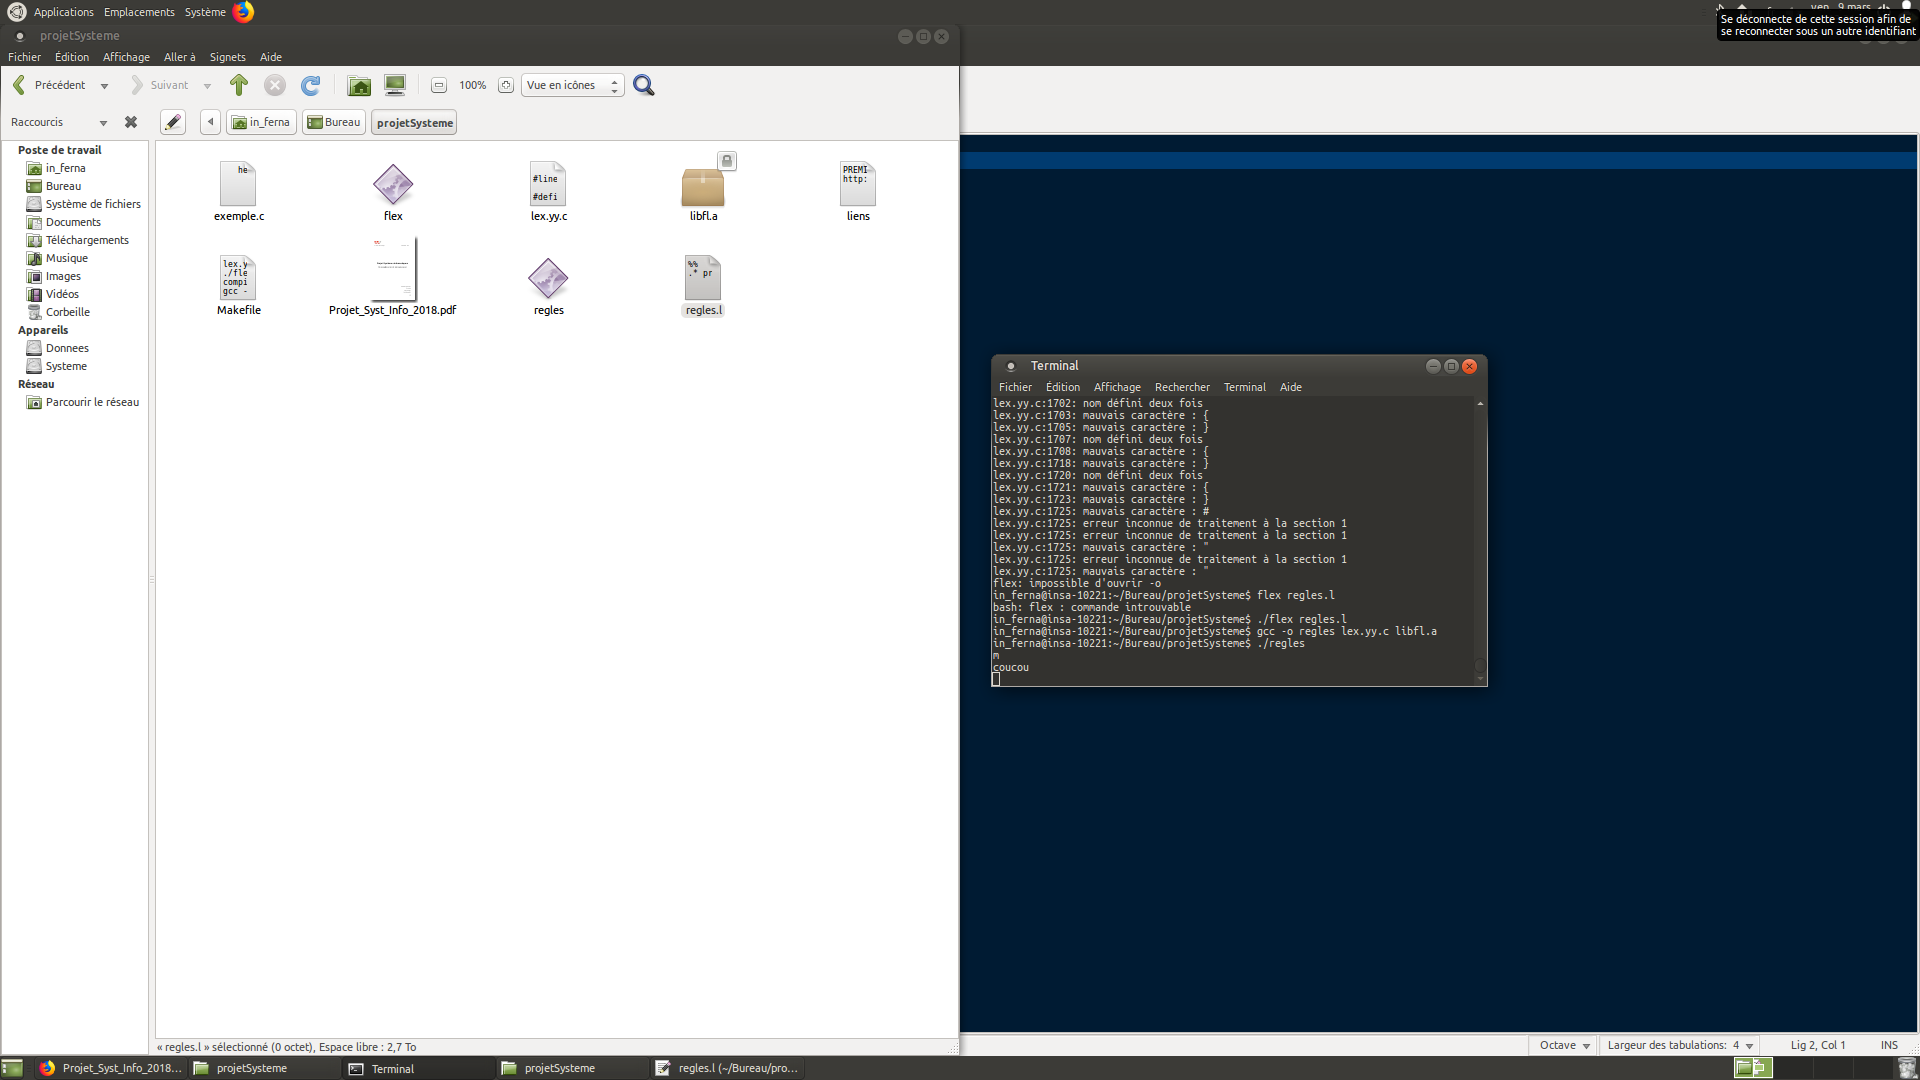 Applications Emplacements Système
ven. 9 mars
Se déconnecte de cette session afin de
se reconnecter sous un autre identifiant
projetSysteme
Fichier Édition Affichage Aller à Signets Aide
Précédent Suivant 100% Vue en icônes
Raccourcis in_ferna Bureau projetSysteme
Poste de travail
in_ferna
Bureau
Système de fichiers
Documents
Téléchargements
Musique
Images
Vidéos
Corbeille
Appareils
Donnees
Systeme
Réseau
Parcourir le réseau
he
#line
#defi
PREMI
http:
exemple.c flex lex.yy.c libfl.a liens
lex.y
./fle
compi
gcc -
%%
.* pr
Makefile Projet_Syst_Info_2018.pdf regles regles.l
« regles.l » sélectionné (0 octet), Espace libre : 2,7 To
Terminal
Fichier Édition Affichage Rechercher Terminal Aide
lex.yy.c:1702: nom défini deux fois
lex.yy.c:1703: mauvais caractère : {
lex.yy.c:1705: mauvais caractère : }
lex.yy.c:1707: nom défini deux fois
lex.yy.c:1708: mauvais caractère : {
lex.yy.c:1718: mauvais caractère : }
lex.yy.c:1720: nom défini deux fois
lex.yy.c:1721: mauvais caractère : {
lex.yy.c:1723: mauvais caractère : }
lex.yy.c:1725: mauvais caractère : #
lex.yy.c:1725: erreur inconnue de traitement à la section 1
lex.yy.c:1725: erreur inconnue de traitement à la section 1
lex.yy.c:1725: mauvais caractère : "
lex.yy.c:1725: erreur inconnue de traitement à la section 1
lex.yy.c:1725: mauvais caractère : "
flex: impossible d'ouvrir -o
in_ferna@insa-10221:~/Bureau/projetSysteme$ flex regles.l
bash: flex : commande introuvable
in_ferna@insa-10221:~/Bureau/projetSysteme$ ./flex regles.l
in_ferna@insa-10221:~/Bureau/projetSysteme$ gcc -o regles lex.yy.c libfl.a
in_ferna@insa-10221:~/Bureau/projetSysteme$ ./regles
m
coucou
Octave Largeur des tabulations: 4 Lig 2, Col 1 INS
Projet_Syst_Info_2018... projetSysteme Terminal projetSysteme regles.l (~/Bureau/pro...